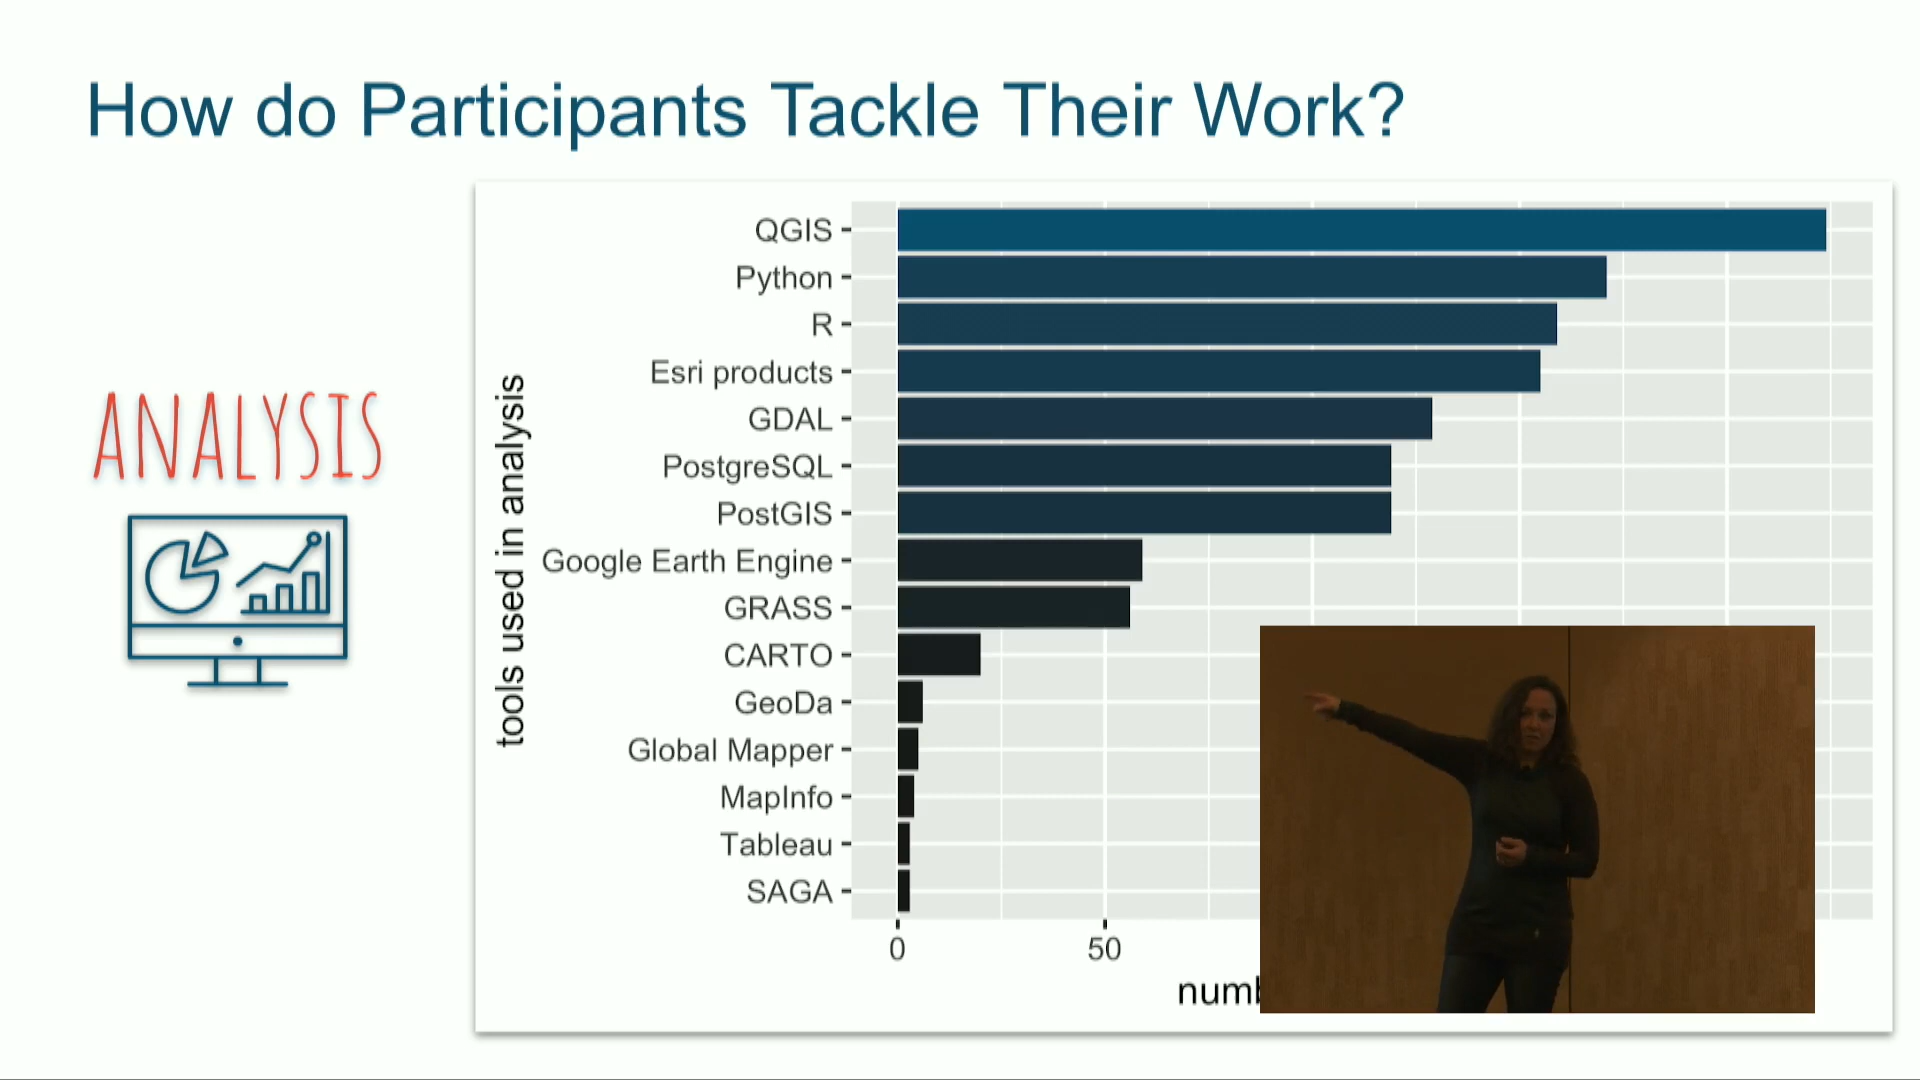 How do Participants Tackle Their Work?
ANALYSIS
tools used in analysis
QGIS
Python
R
Esri products
GDAL
PostgreSQL
PostGIS
Google Earth Engine
GRASS
CARTO
GeoDa
Global Mapper
MapInfo
Tableau
SAGA
0 50